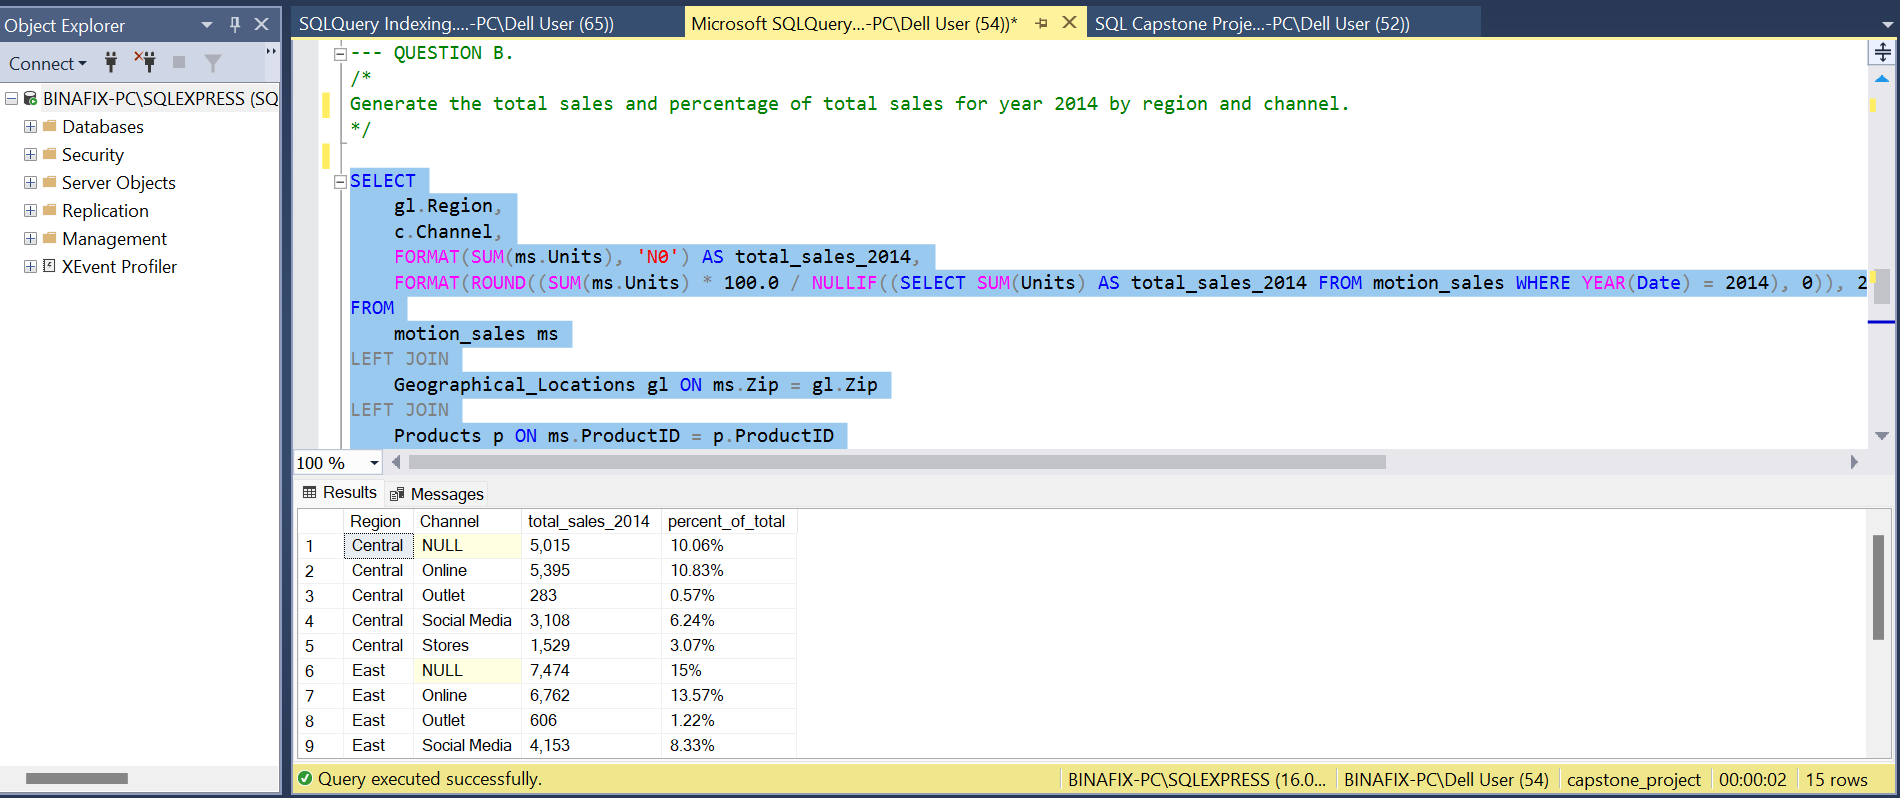 Object Explorer
Connect
BINAFIX-PC\SQLEXPRESS (SQ
Databases
Security
Server Objects
Replication
Management
XEvent Profiler
SQLQuery Indexing....-PC\Dell User (65))
Microsoft SQLQuery...-PC\Dell User (54))*
SQL Capstone Proje...-PC\Dell User (52))
--- QUESTION B.
/*
Generate the total sales and percentage of total sales for year 2014 by region and channel.
*/
SELECT
gl.Region,
c.Channel,
FORMAT(SUM(ms.Units), 'N0') AS total_sales_2014,
FORMAT(ROUND((SUM(ms.Units) * 100.0 / NULLIF((SELECT SUM(Units) AS total_sales_2014 FROM motion_sales WHERE YEAR(Date) = 2014), 0)), 2
FROM
motion_sales ms
LEFT JOIN
Geographical_Locations gl ON ms.Zip = gl.Zip
LEFT JOIN
Products p ON ms.ProductID = p.ProductID
100 %
Results Messages
Region Channel total_sales_2014 percent_of_total
1 Central NULL 5,015 10.06%
2 Central Online 5,395 10.83%
3 Central Outlet 283 0.57%
4 Central Social Media 3,108 6.24%
5 Central Stores 1,529 3.07%
6 East NULL 7,474 15%
7 East Online 6,762 13.57%
8 East Outlet 606 1.22%
9 East Social Media 4,153 8.33%
Query executed successfully.
BINAFIX-PC\SQLEXPRESS (16.0... BINAFIX-PC\Dell User (54) capstone_project 00:00:02 15 rows